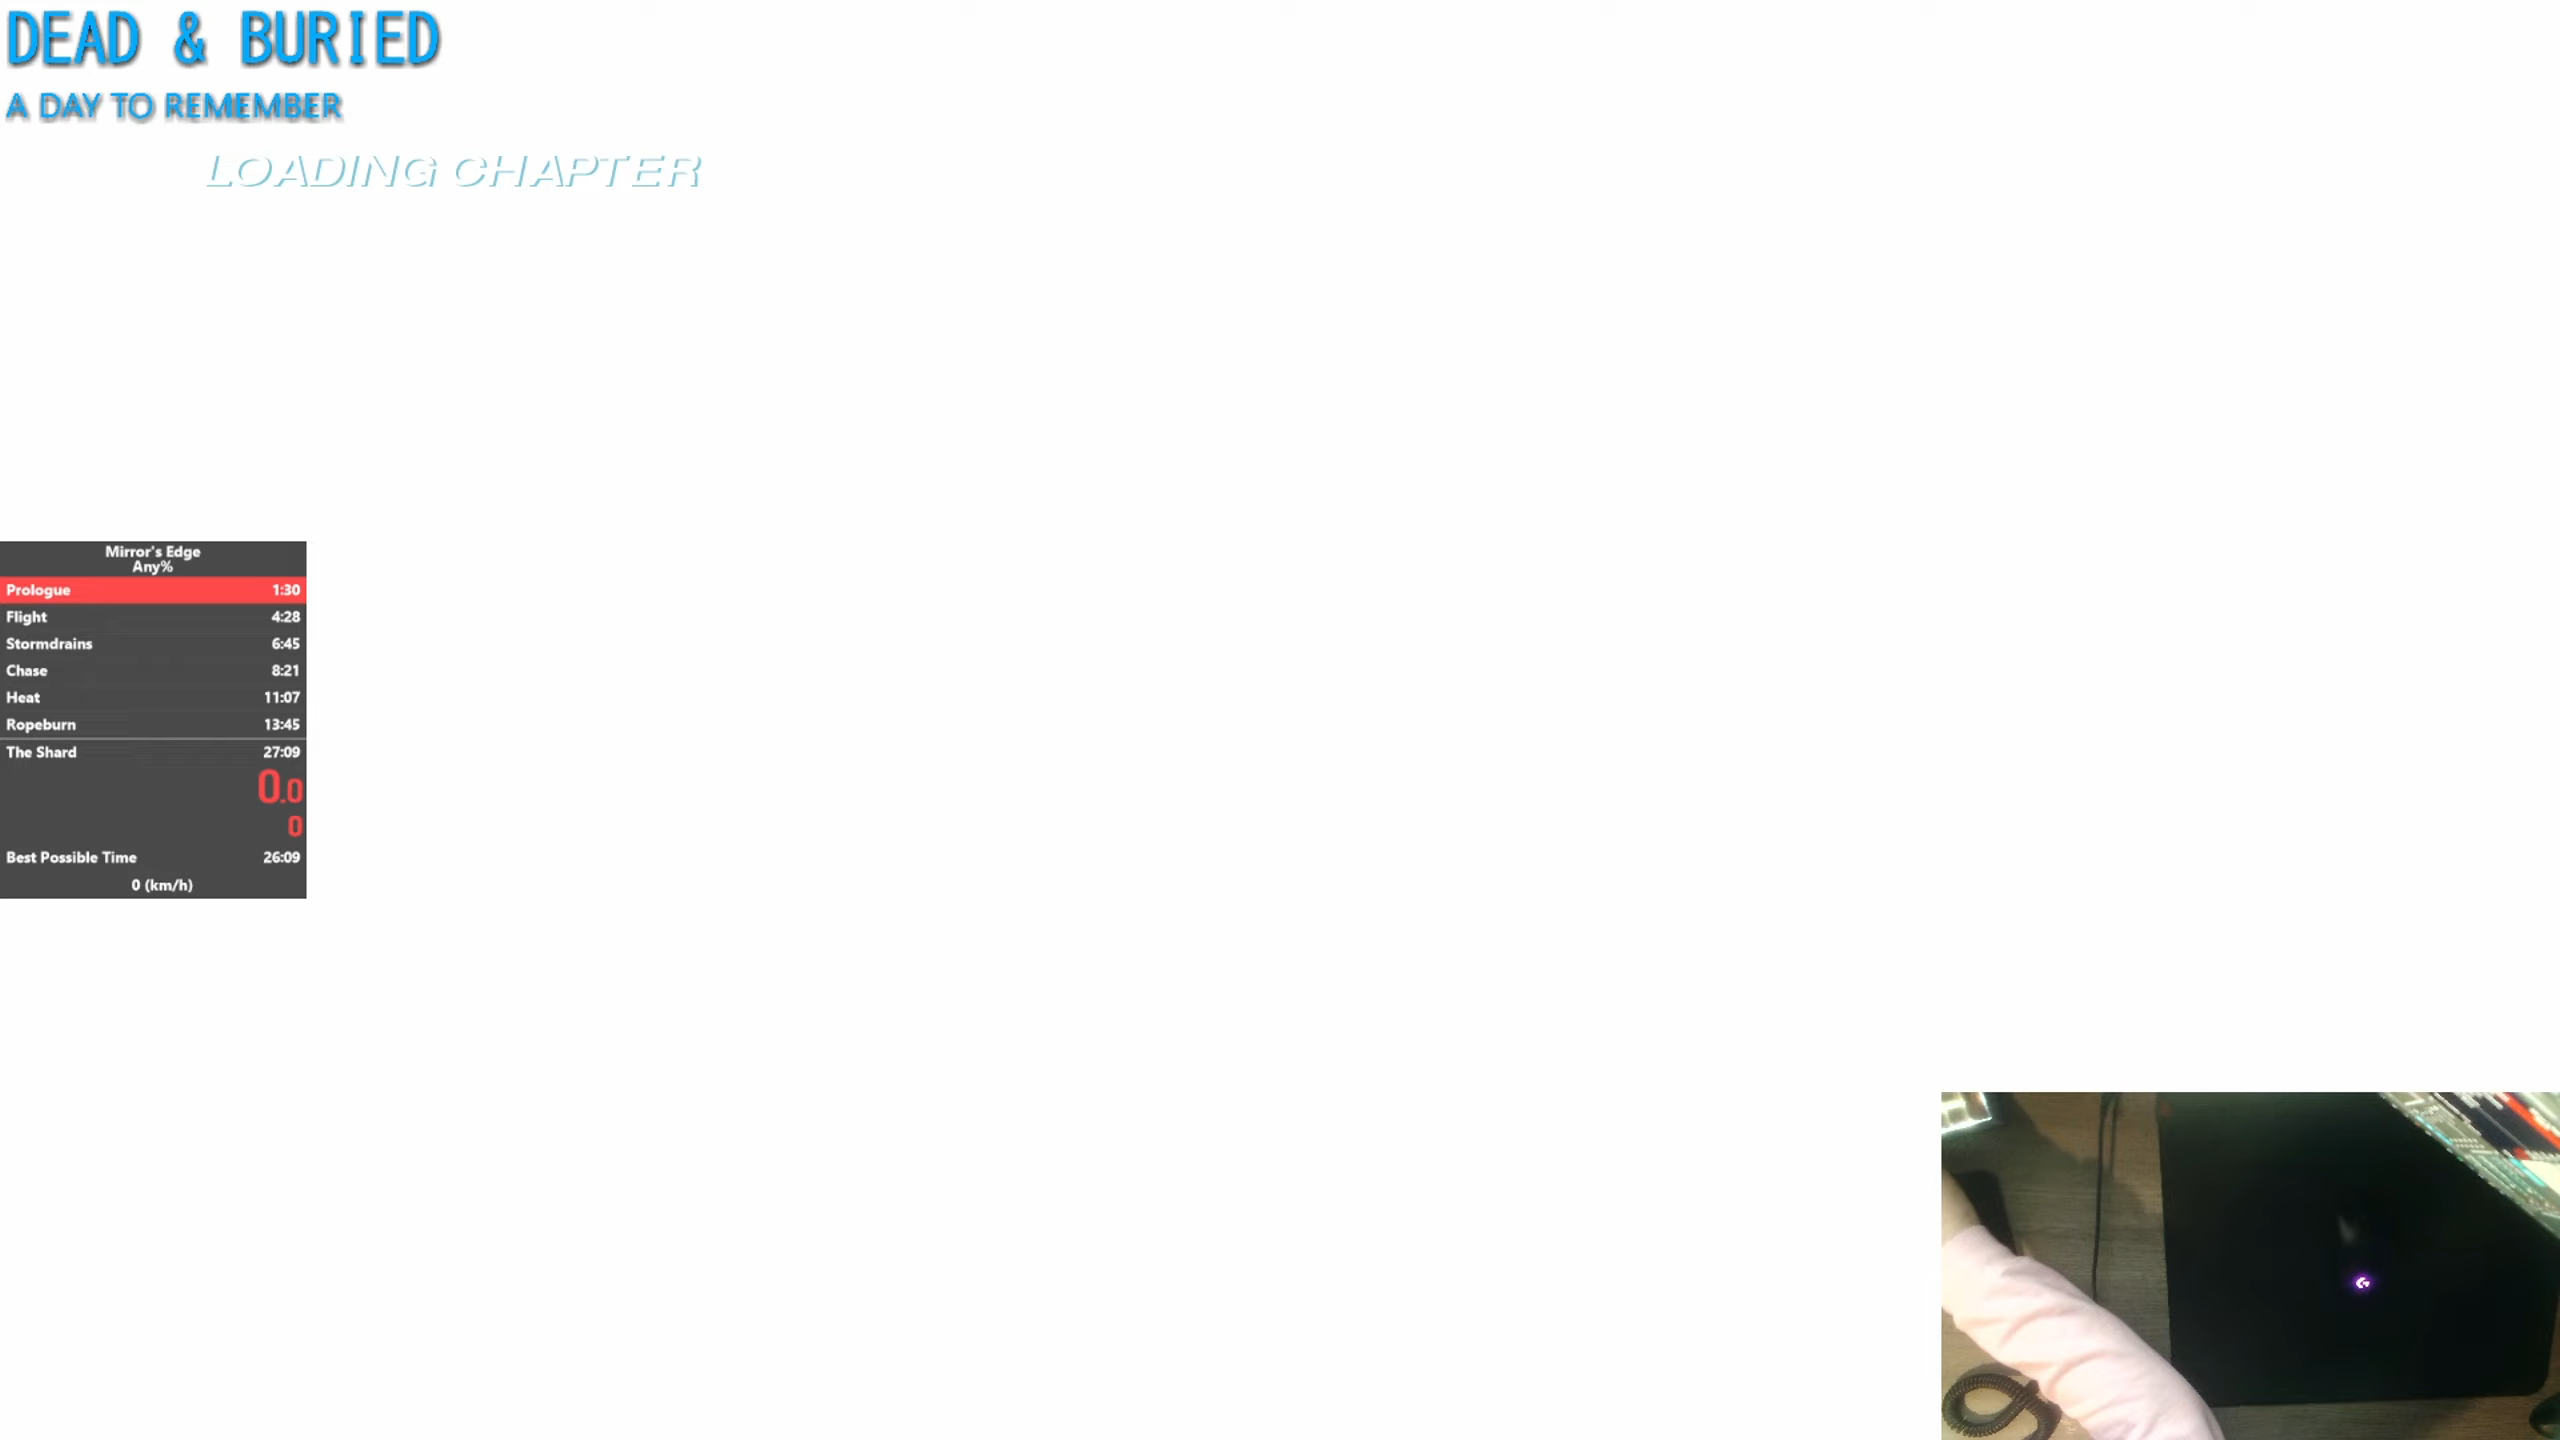 DEAD & BURIED
A DAY TO REMEMBER
LOADING CHAPTER
Mirror's Edge
Any%
Prologue 1:30
Flight 4:28
Stormdrains 6:45
Chase 8:21
Heat 11:07
Ropeburn 13:45
The Shard 27:09
0.0
0
Best Possible Time 26:09
0 (km/h)